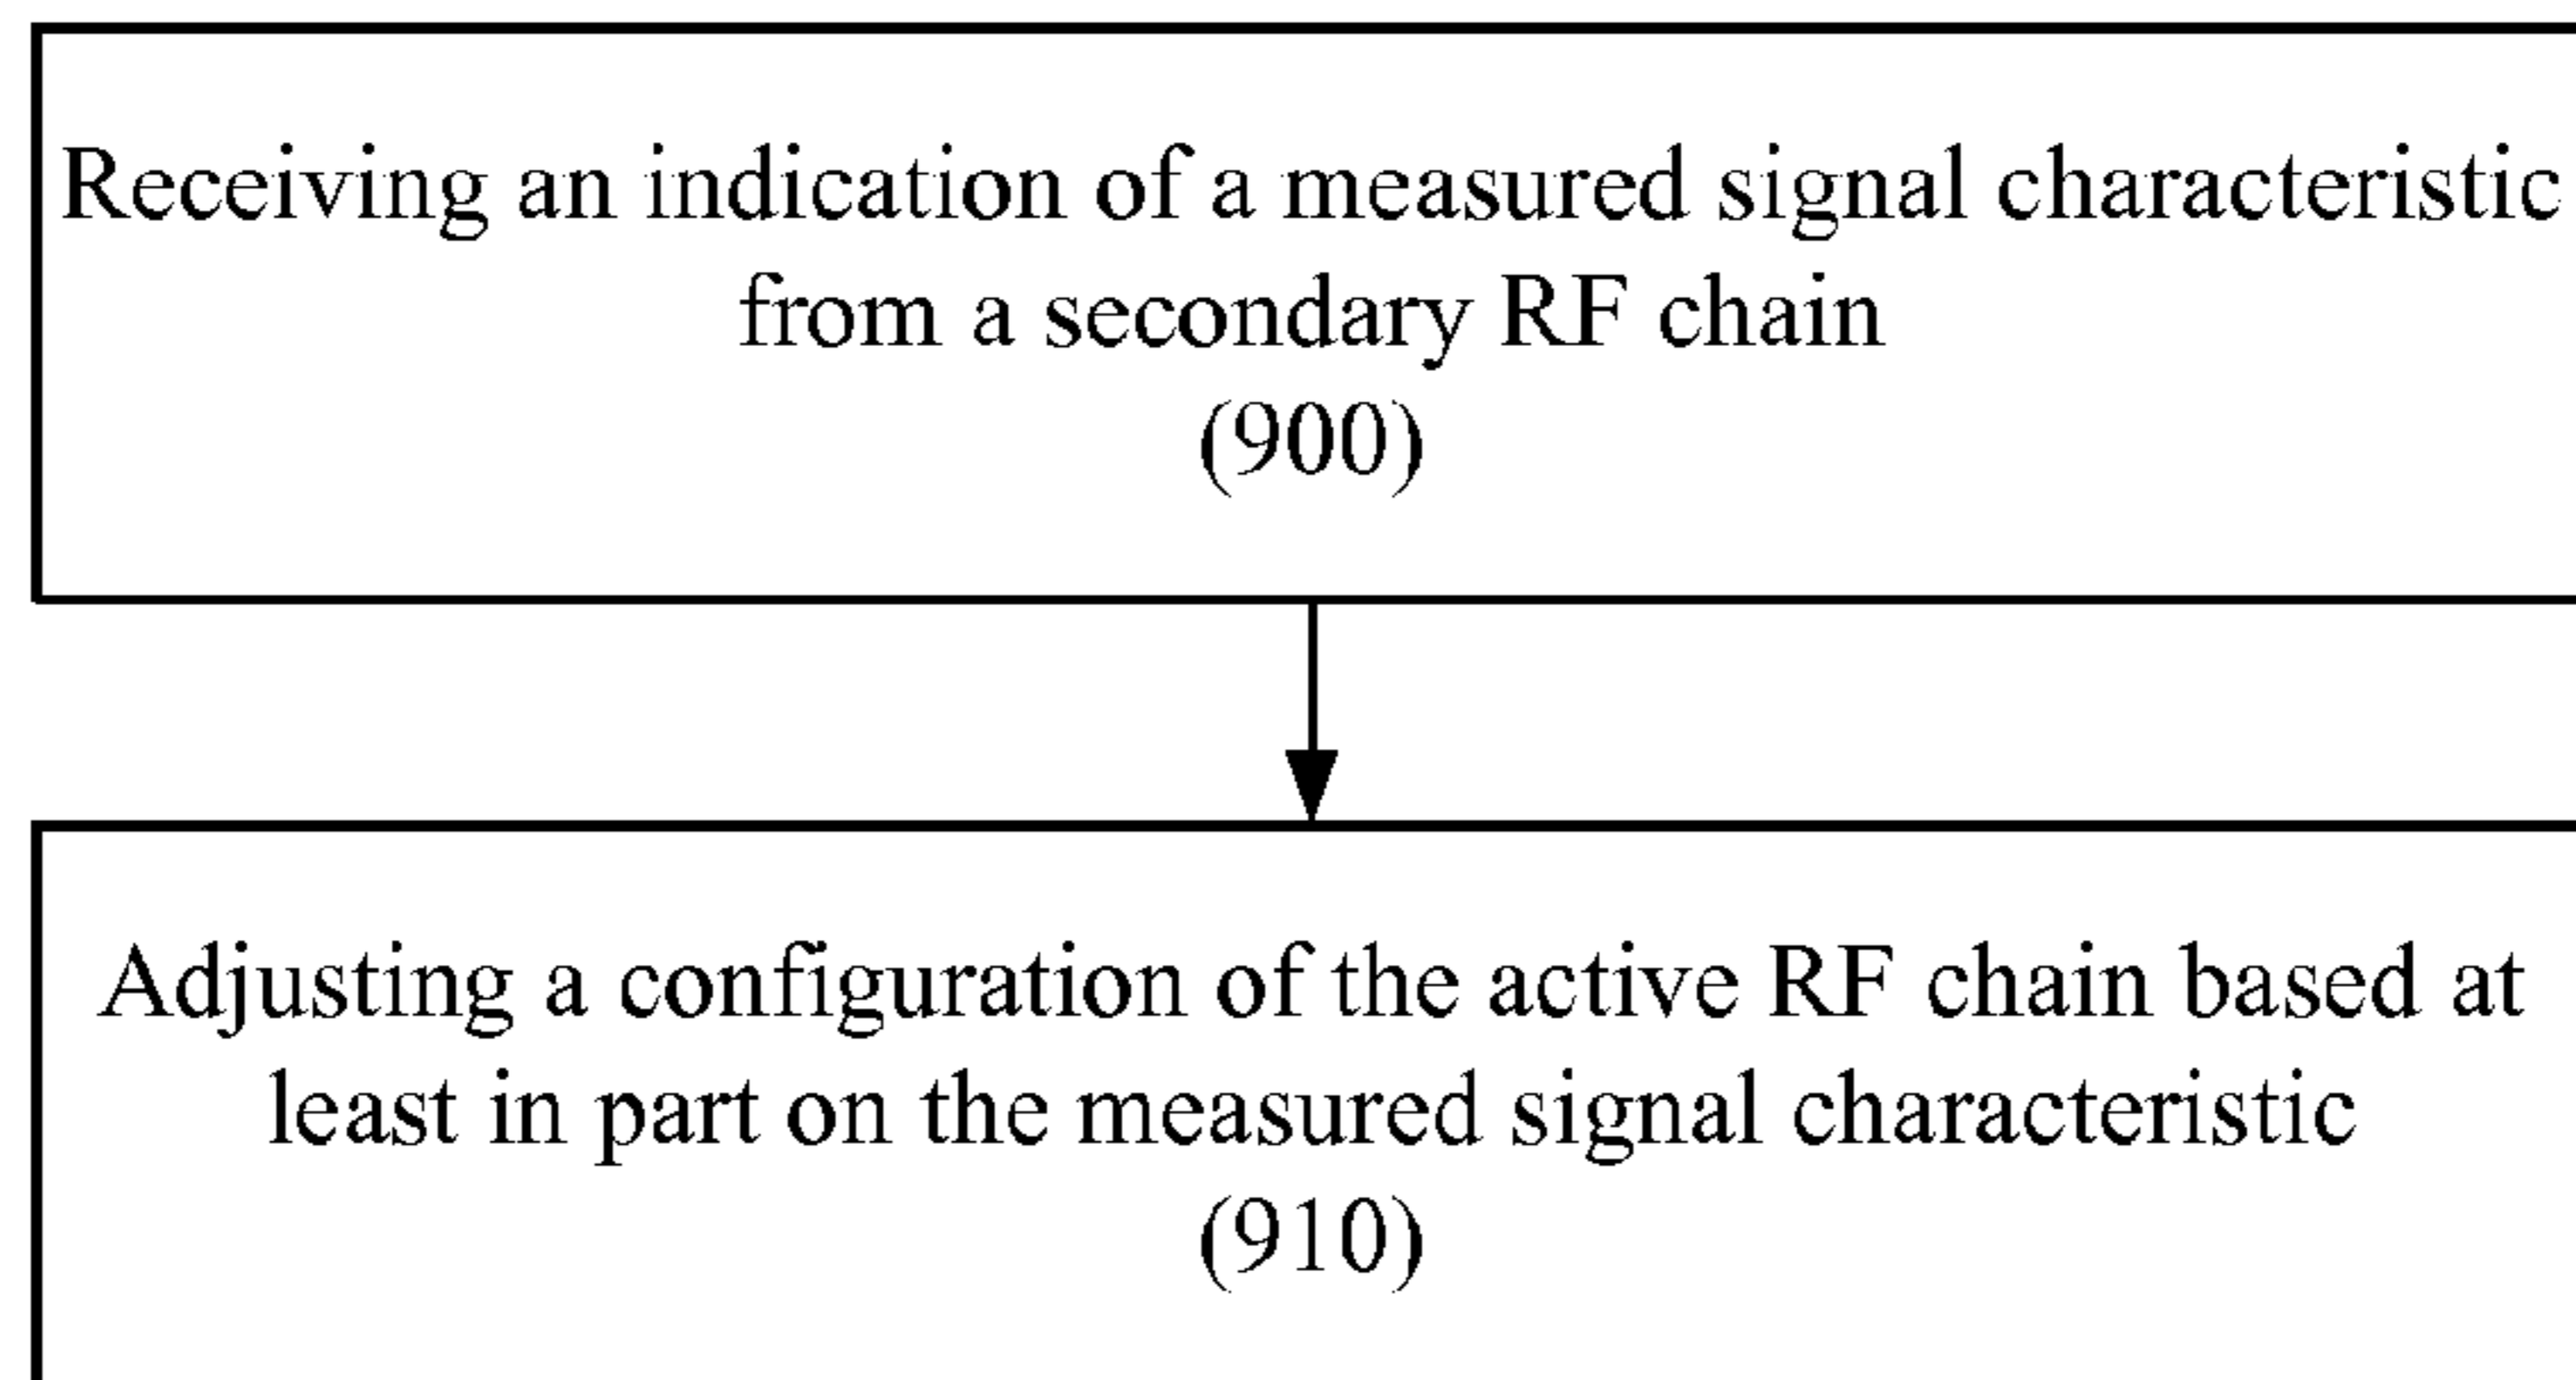 Receiving an indication of a measured signal characteristic
from a secondary RF chain
(900)
Adjusting a configuration of the active RF chain based at
least in part on the measured signal characteristic
(910)